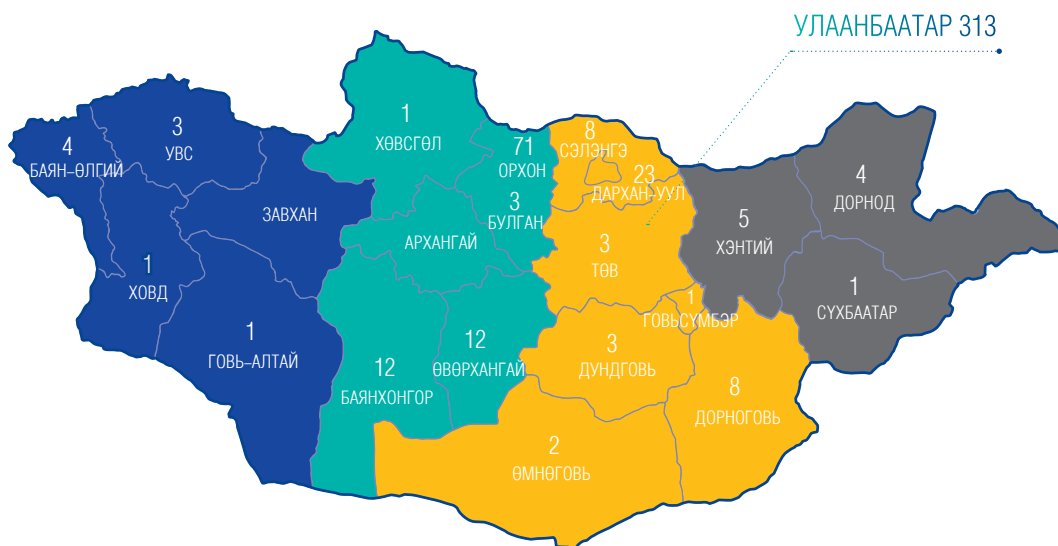 УЛААНБААТАР 313
1
ХӨВСГӨЛ
4
БАЯН-ӨЛГИЙ
3
УВС
71
ОРХОН
8
СЭЛЭНГЭ
23
ДАРХАН-УУЛ
4
ДОРНОД
ЗАВХАН
3
БУЛГАН
АРХАНГАЙ
5
ХЭНТИЙ
1
ХОВД
3
ТӨВ
1
ГОВЬСҮМБЭР
1
СҮХБААТАР
1
ГОВЬ-АЛТАЙ
12
БАЯНХОНГОР
12
ӨВӨРХАНГАЙ
3
ДУНДГОВЬ
8
ДОРНОГОВЬ
2
ӨМНӨГОВЬ